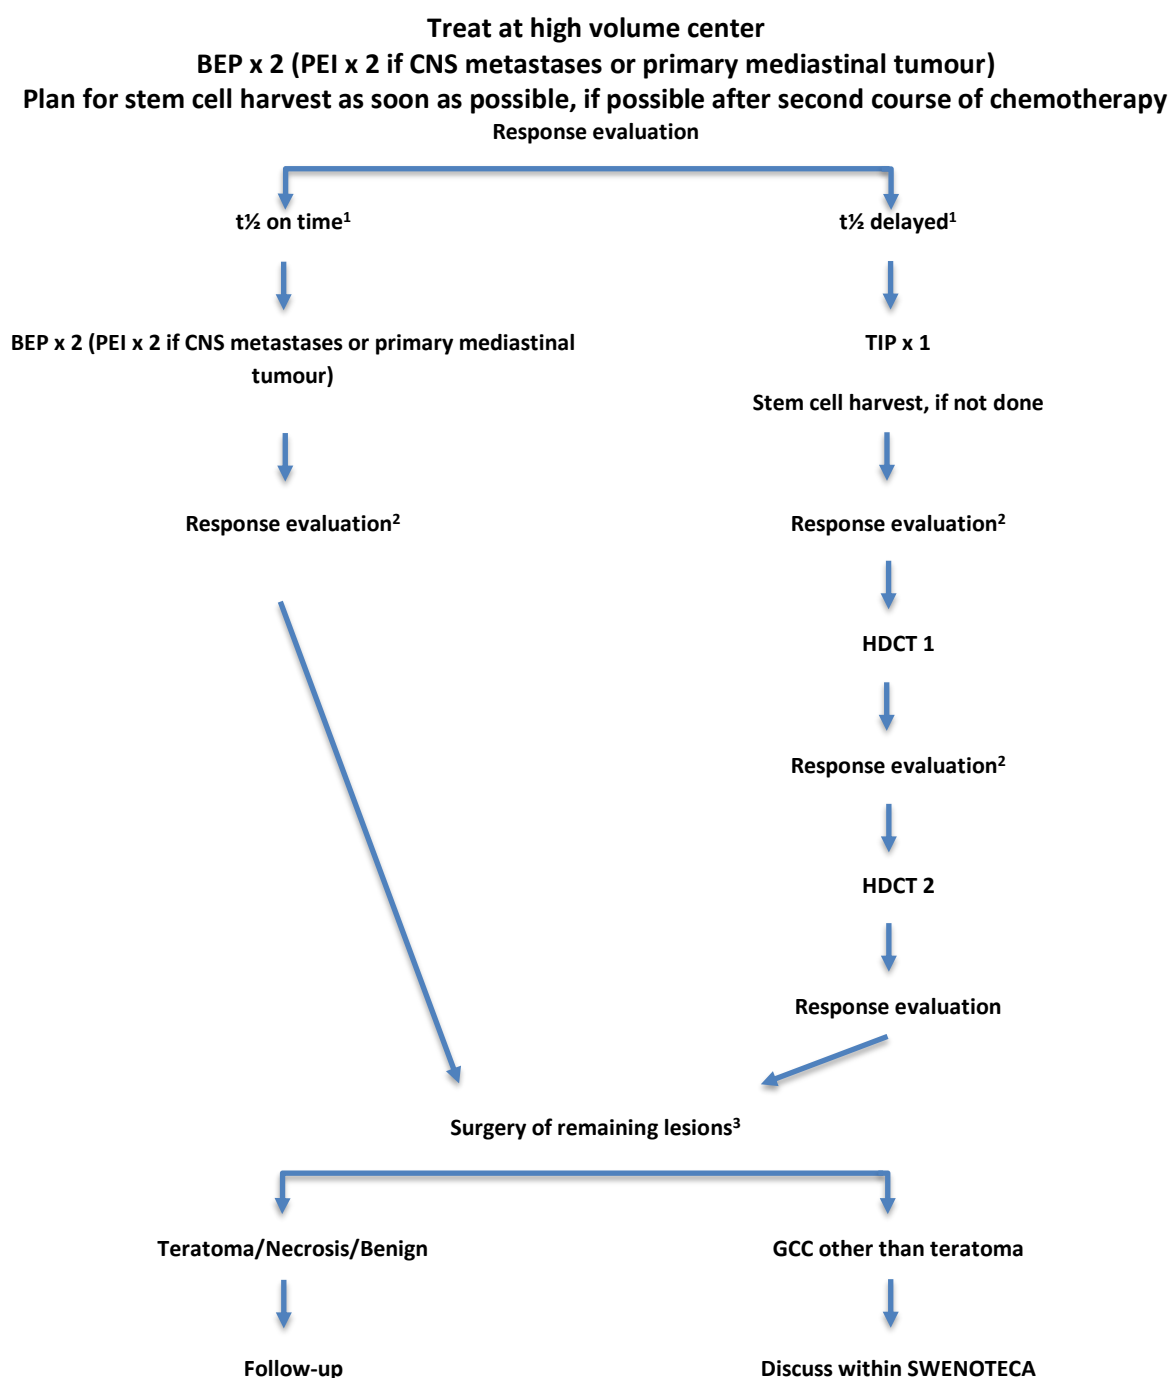 Treat at high volume center
BEP x 2 (PEI x 2 if CNS metastases or primary mediastinal tumour)
Plan for stem cell harvest as soon as possible, if possible after second course of chemotherapy
Response evaluation
t½ on time¹
t½ delayed¹
BEP x 2 (PEI x 2 if CNS metastases or primary mediastinal
tumour)
TIP x 1
Stem cell harvest, if not done
Response evaluation²
Response evaluation²
HDCT 1
Response evaluation²
HDCT 2
Response evaluation
Surgery of remaining lesions³
Teratoma/Necrosis/Benign
GCC other than teratoma
Follow-up
Discuss within SWENOTECA